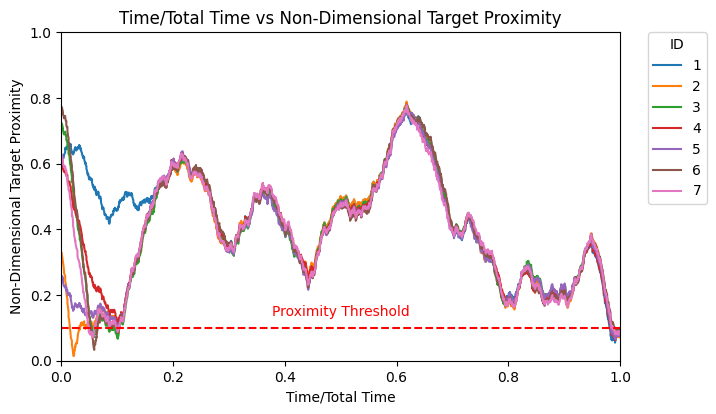 Time/Total Time vs Non-Dimensional Target Proximity
1.0
0.8
0.6
0.4
0.2
0.0
Non-Dimensional Target Proximity
Proximity Threshold
0.0 0.2 0.4 0.6 0.8 1.0
Time/Total Time
ID
1
2
3
4
5
6
7